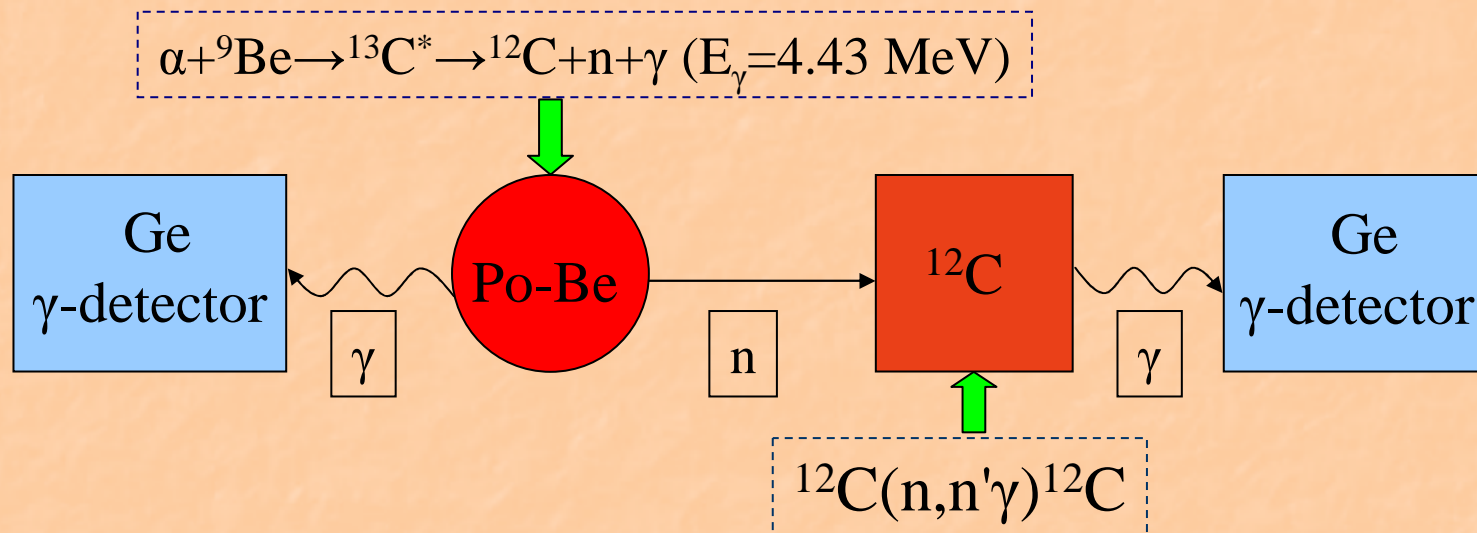 α+⁹Be→¹³C*→¹²C+n+γ (Eᵧ=4.43 MeV)
Ge
γ-detector
Po-Be
¹²C
Ge
γ-detector
γ
n
γ
¹²C(n,n'γ)¹²C